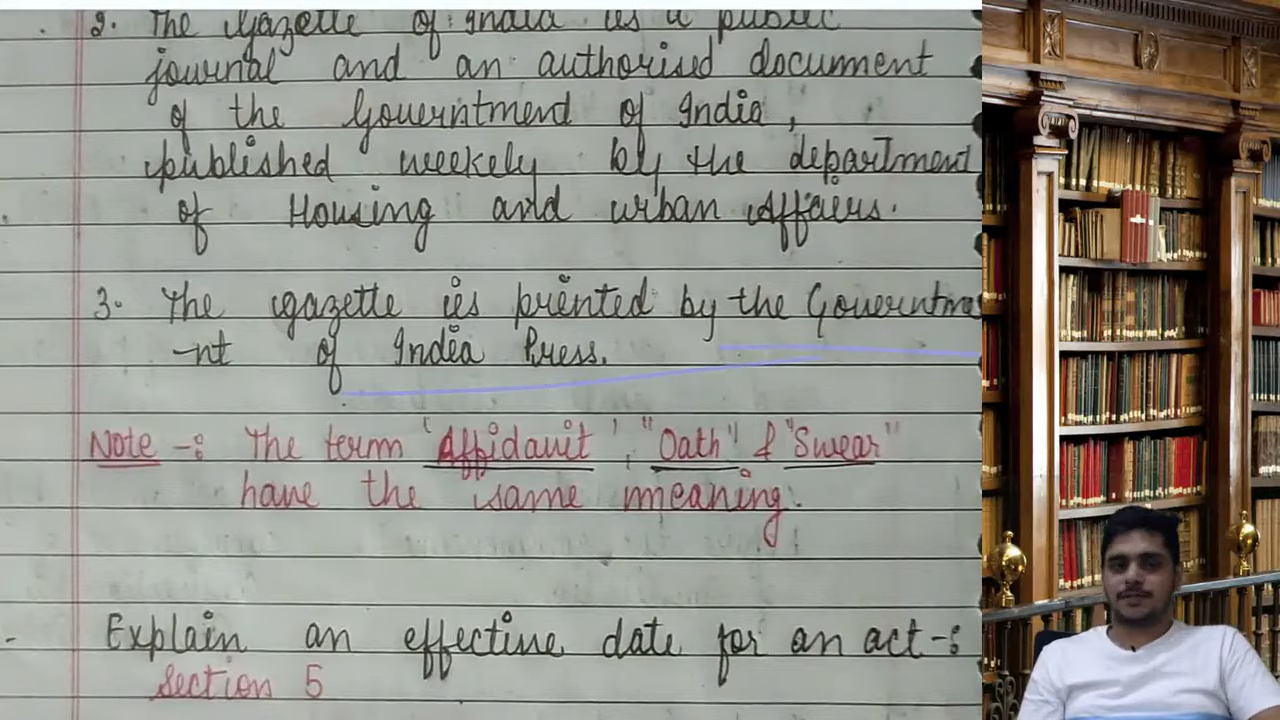 2. The Gazette of India is a public
journal and an authorised document
of the Governtment of India,
published weekely by the department
of Housing and urban affairs.
3. The gazette is printed by the Governtme
-nt of India Press.
Note -: The term 'Affidavit', "Oath" & "Swear"
have the same meaning.
Explain an effective date for an act-:
Section 5